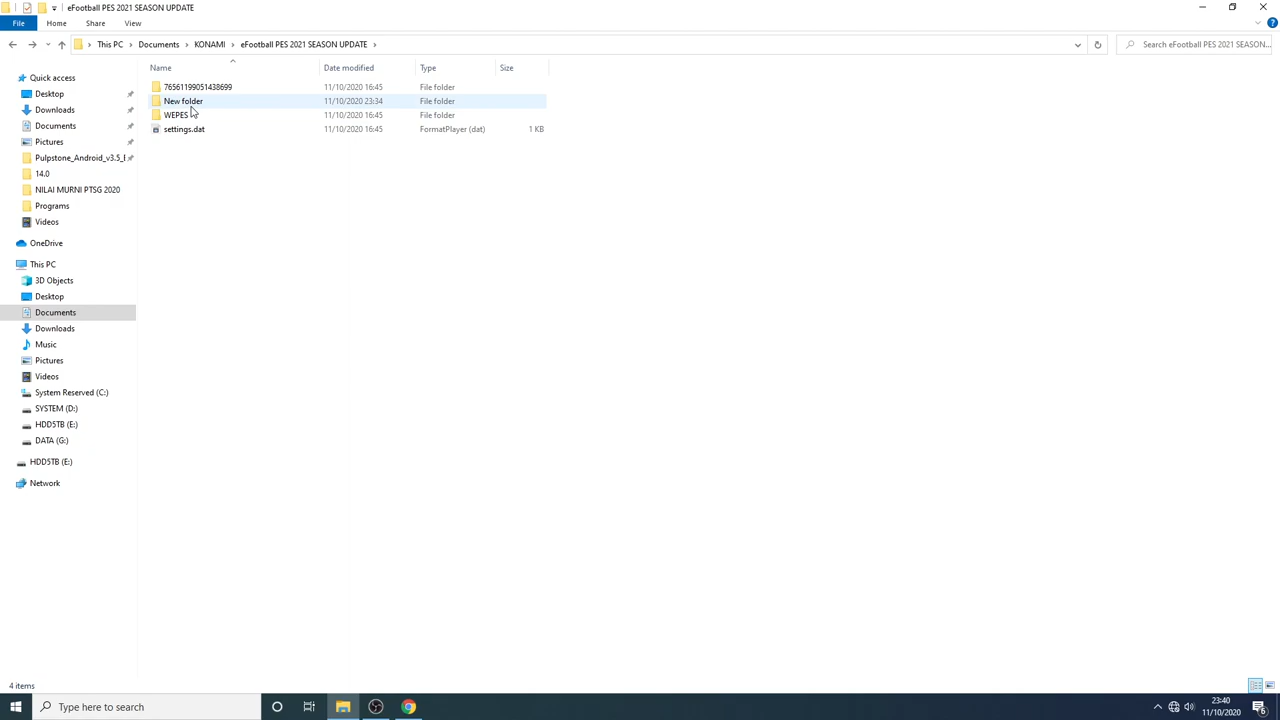 eFootball PES 2021 SEASON UPDATE
File Home Share View
This PC Documents KONAMI eFootball PES 2021 SEASON UPDATE Search eFootball PES 2021 SEASON...
Name Date modified Type Size
Quick access
Desktop
Downloads
Documents
Pictures
Pulpstone_Android_v3.5_E
14.0
NILAI MURNI PTSG 2020
Programs
Videos
OneDrive
This PC
3D Objects
Desktop
Documents
Downloads
Music
Pictures
Videos
System Reserved (C:)
SYSTEM (D:)
HDD5TB (E:)
DATA (G:)
HDD5TB (E:)
Network
76561199051438699 11/10/2020 16:45 File folder
New folder 11/10/2020 23:34 File folder
WEPES 11/10/2020 16:45 File folder
settings.dat 11/10/2020 16:45 FormatPlayer (dat) 1 KB
4 items
Type here to search
23:40
11/10/2020
6